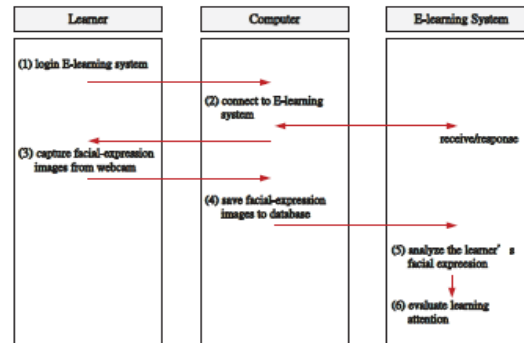 Learner
Computer
E-learning System
(1) login E-learning system
(2) connect to E-learning
system
receive/response
(3) capture facial-expression
images from webcam
(4) save facial-expression
images to database
(5) analyze the learner's
facial expreesion
(6) evaluate learning
attention